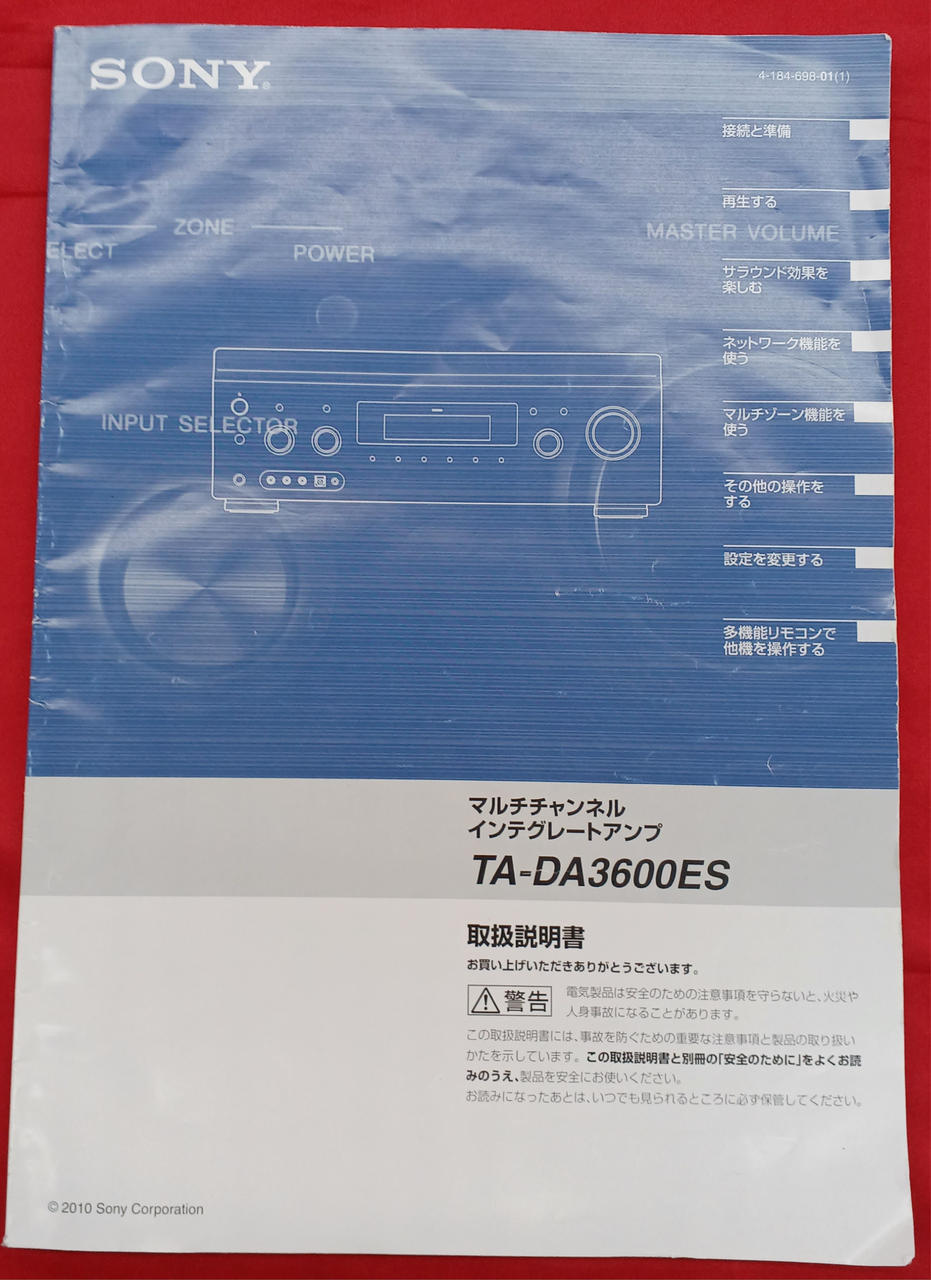 SONY®
4-184-698-01(1)
接続と準備
再生する
サラウンド効果を
楽しむ
ネットワーク機能を
使う
マルチゾーン機能を
使う
その他の操作を
する
設定を変更する
多機能リモコンで
他機を操作する
ELECT
ZONE
POWER
MASTER VOLUME
INPUT SELECTOR
マルチチャンネル
インテグレートアンプ
TA-DA3600ES
取扱説明書
お買い上げいただきありがとうございます。
警告
電気製品は安全のための注意事項を守らないと、火災や
人身事故になることがあります。
この取扱説明書には、事故を防ぐための重要な注意事項と製品の取り扱い
かたを示しています。この取扱説明書と別冊の「安全のために」をよくお読
みのうえ、製品を安全にお使いください。
お読みになったあとは、いつでも見られるところに必ず保管してください。
© 2010 Sony Corporation